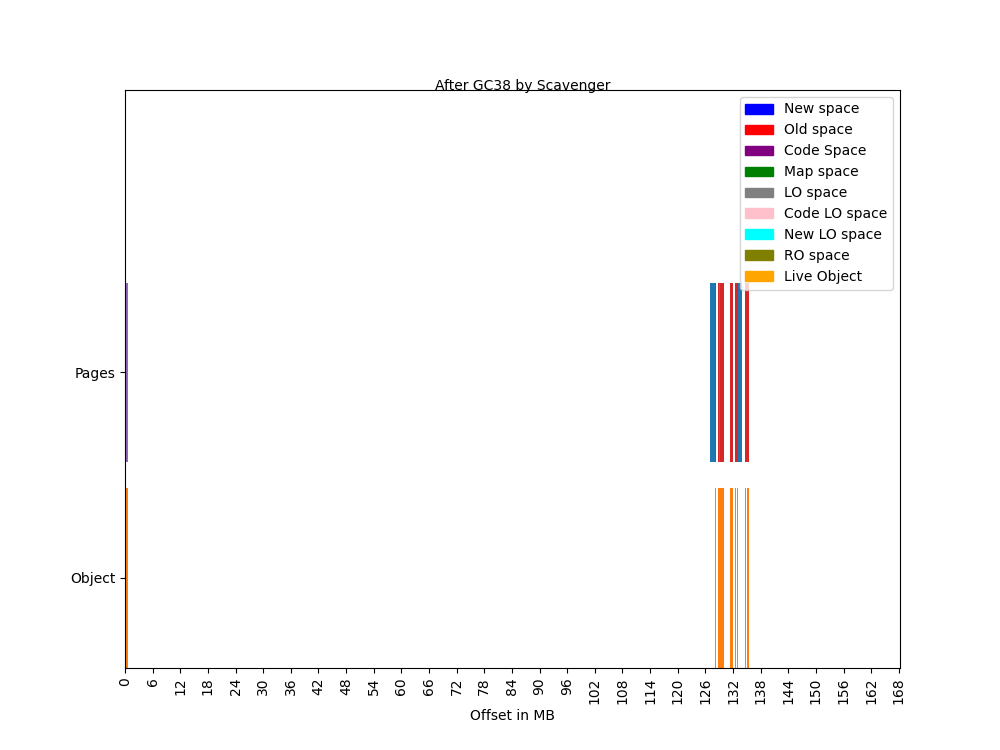 After GC38 by Scavenger
New space
Old space
Code Space
Map space
LO space
Code LO space
New LO space
RO space
Live Object
Pages
Object
0 6 12 18 24 30 36 42 48 54 60 66 72 78 84 90 96 102 108 114 120 126 132 138 144 150 156 162 168
Offset in MB